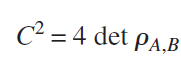 C² = 4 det ρ_{A,B}